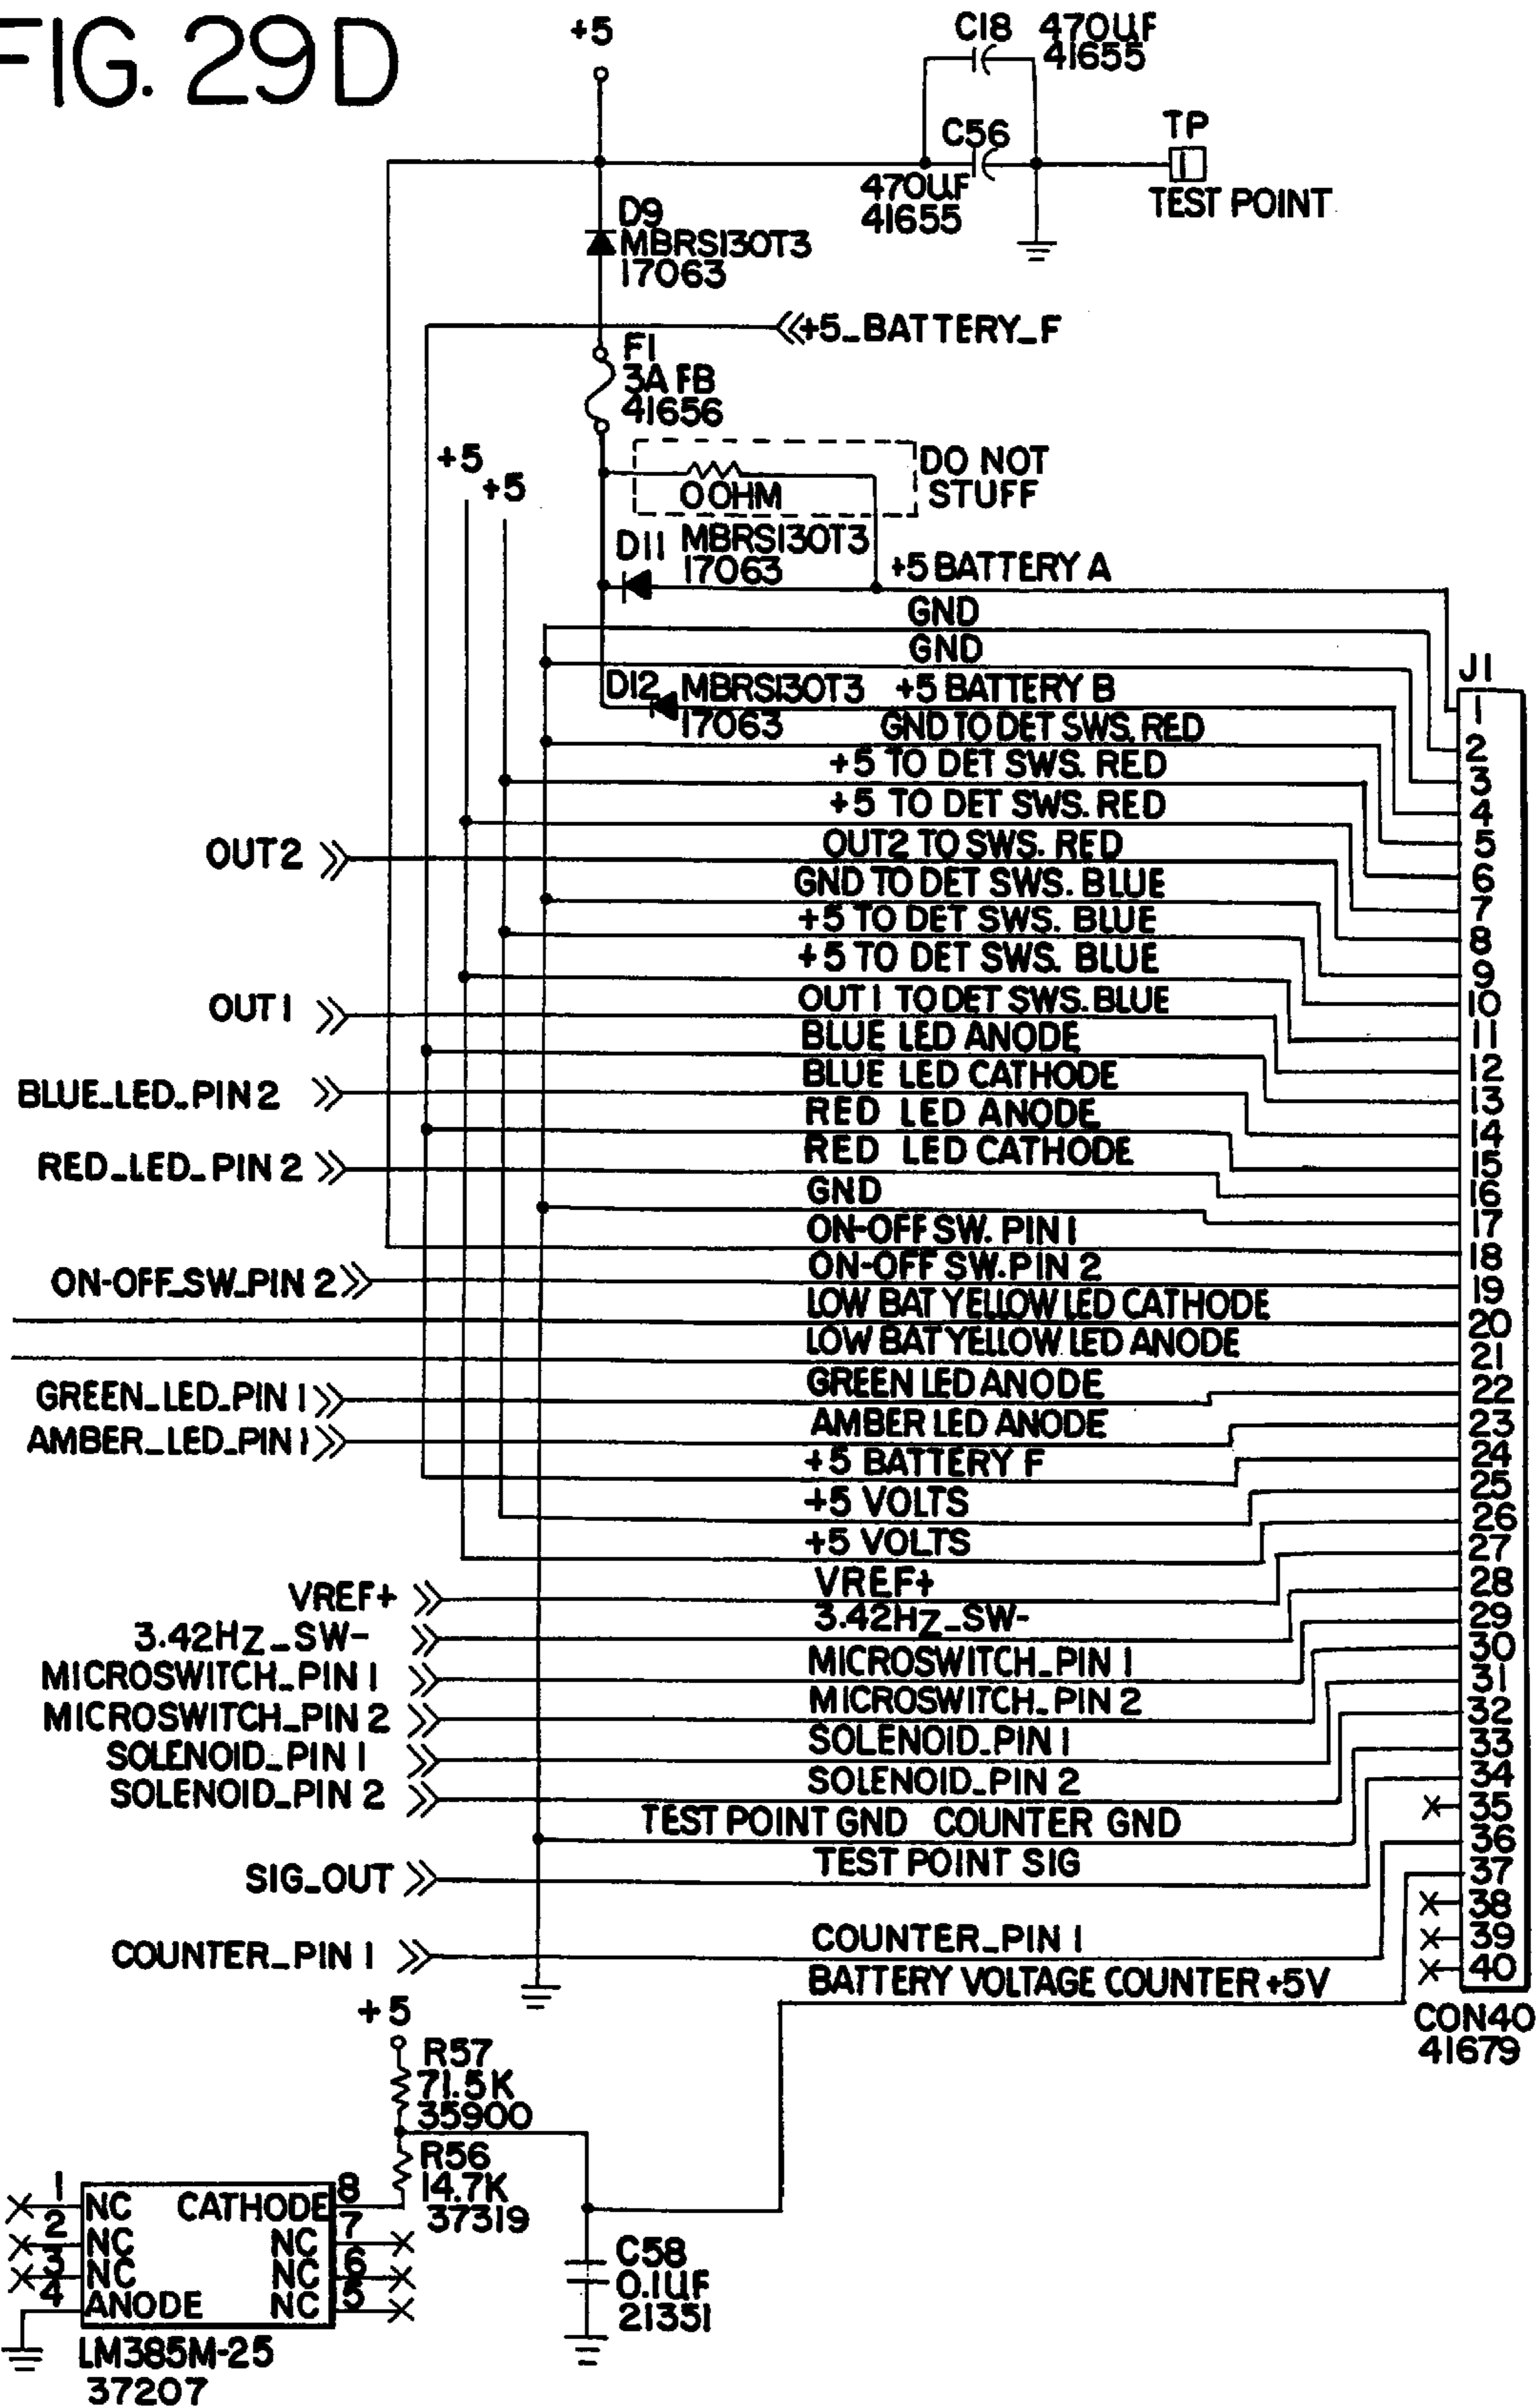 FIG. 29D
+5
C18 470UF
41655
C56
470UF
41655
TP
TEST POINT
D9
MBRS130T3
17063
+5_BATTERY_F
F1
3A FB
41656
+5
+5
DO NOT
STUFF
0 OHM
D11 MBRS130T3
17063
+5 BATTERY A
GND
GND
J1
D12 MBRS130T3 +5 BATTERY B
17063
GND TO DET SWS. RED
+5 TO DET SWS. RED
+5 TO DET SWS. RED
OUT2
OUT2 TO SWS. RED
GND TO DET SWS. BLUE
+5 TO DET SWS. BLUE
+5 TO DET SWS. BLUE
OUT1
OUT1 TO DET SWS. BLUE
BLUE LED ANODE
BLUE_LED_PIN 2
BLUE LED CATHODE
RED LED ANODE
RED_LED_PIN 2
RED LED CATHODE
GND
ON-OFF SW. PIN 1
ON-OFF_SW_PIN 2
ON-OFF SW. PIN 2
LOW BAT YELLOW LED CATHODE
LOW BAT YELLOW LED ANODE
GREEN_LED_PIN 1
GREEN LED ANODE
AMBER_LED_PIN 1
AMBER LED ANODE
+5 BATTERY F
+5 VOLTS
+5 VOLTS
VREF+
VREF+
3.42HZ_SW-
3.42HZ_SW-
MICROSWITCH_PIN 1
MICROSWITCH_PIN 1
MICROSWITCH_PIN 2
MICROSWITCH_PIN 2
SOLENOID_PIN 1
SOLENOID_PIN 1
SOLENOID_PIN 2
SOLENOID_PIN 2
TEST POINT GND COUNTER GND
SIG_OUT
TEST POINT SIG
COUNTER_PIN 1
COUNTER_PIN 1
BATTERY VOLTAGE COUNTER +5V
1
2
3
4
5
6
7
8
9
10
11
12
13
14
15
16
17
18
19
20
21
22
23
24
25
26
27
28
29
30
31
32
33
34
35
36
37
38
39
40
CON40
41679
+5
R57
71.5K
35900
R56
14.7K
37319
1 NC CATHODE 8
2 NC NC 7
3 NC NC 6
4 ANODE NC 5
LM385M-25
37207
C58
0.1UF
21351